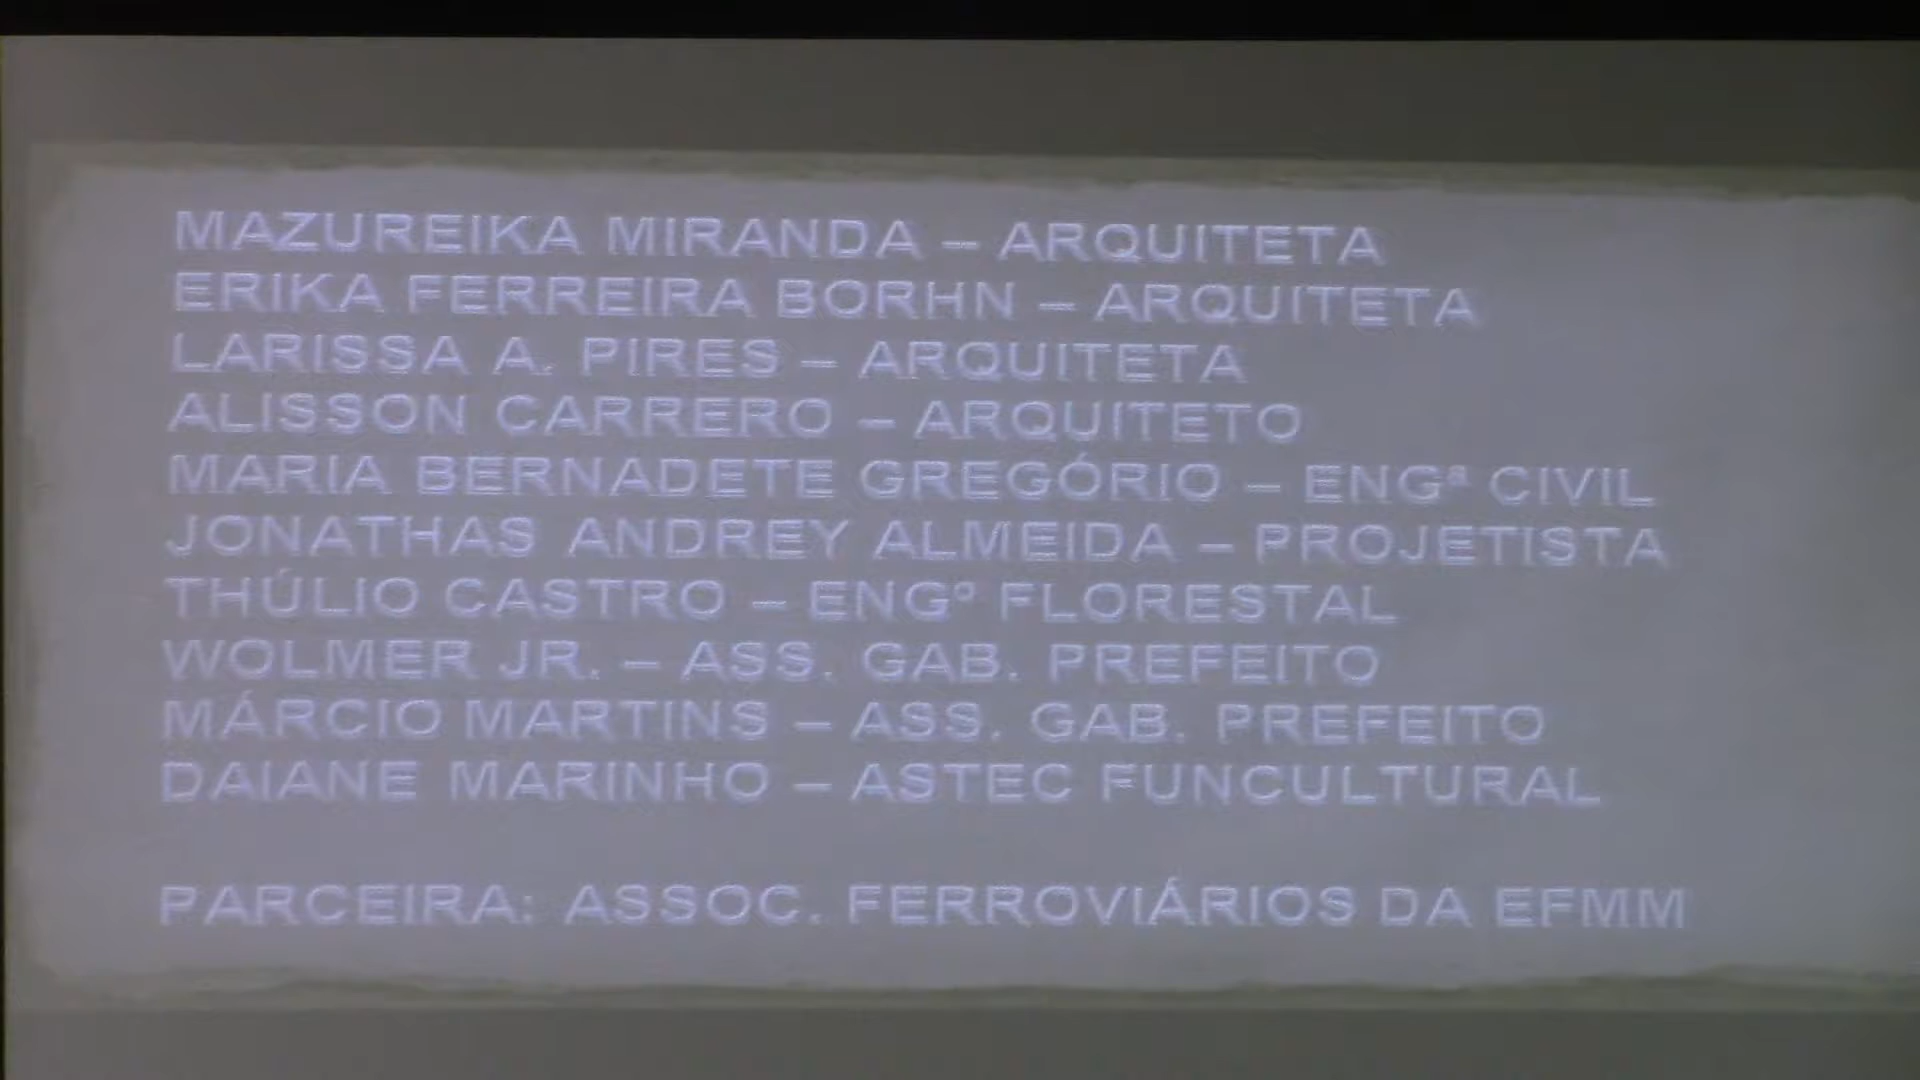 MAZUREIKA MIRANDA – ARQUITETA
ERIKA FERREIRA BORHN – ARQUITETA
LARISSA A. PIRES – ARQUITETA
ALISSON CARRERO – ARQUITETO
MARIA BERNADETE GREGÓRIO – ENGª CIVIL
JONATHAS ANDREY ALMEIDA – PROJETISTA
THÚLIO CASTRO – ENGº FLORESTAL
WOLMER JR. – ASS. GAB. PREFEITO
MÁRCIO MARTINS – ASS. GAB. PREFEITO
DAIANE MARINHO – ASTEC FUNCULTURAL
PARCEIRA: ASSOC. FERROVIÁRIOS DA EFMM